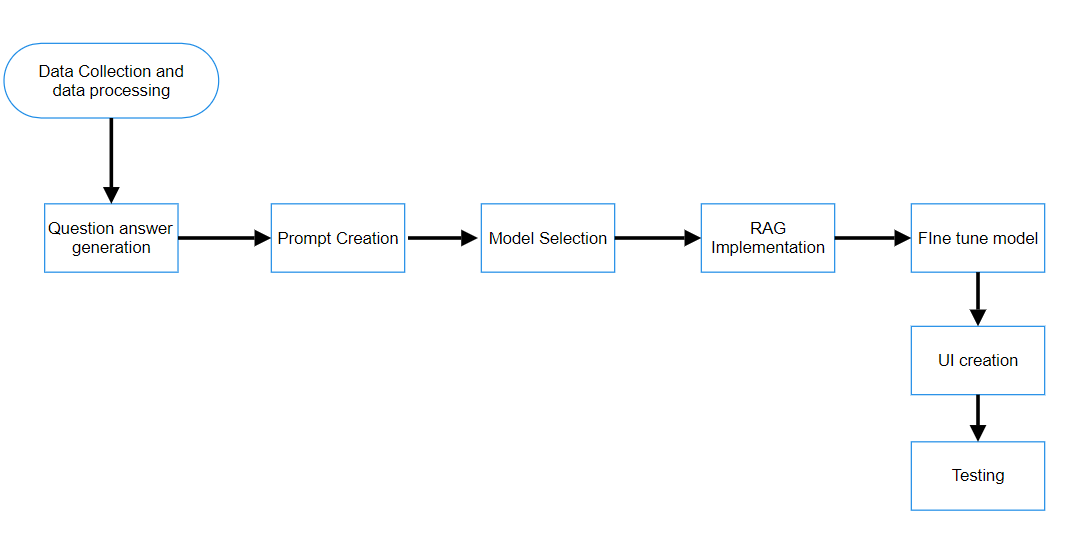 Data Collection and
data processing
Question answer
generation
Prompt Creation
Model Selection
RAG
Implementation
FIne tune model
UI creation
Testing